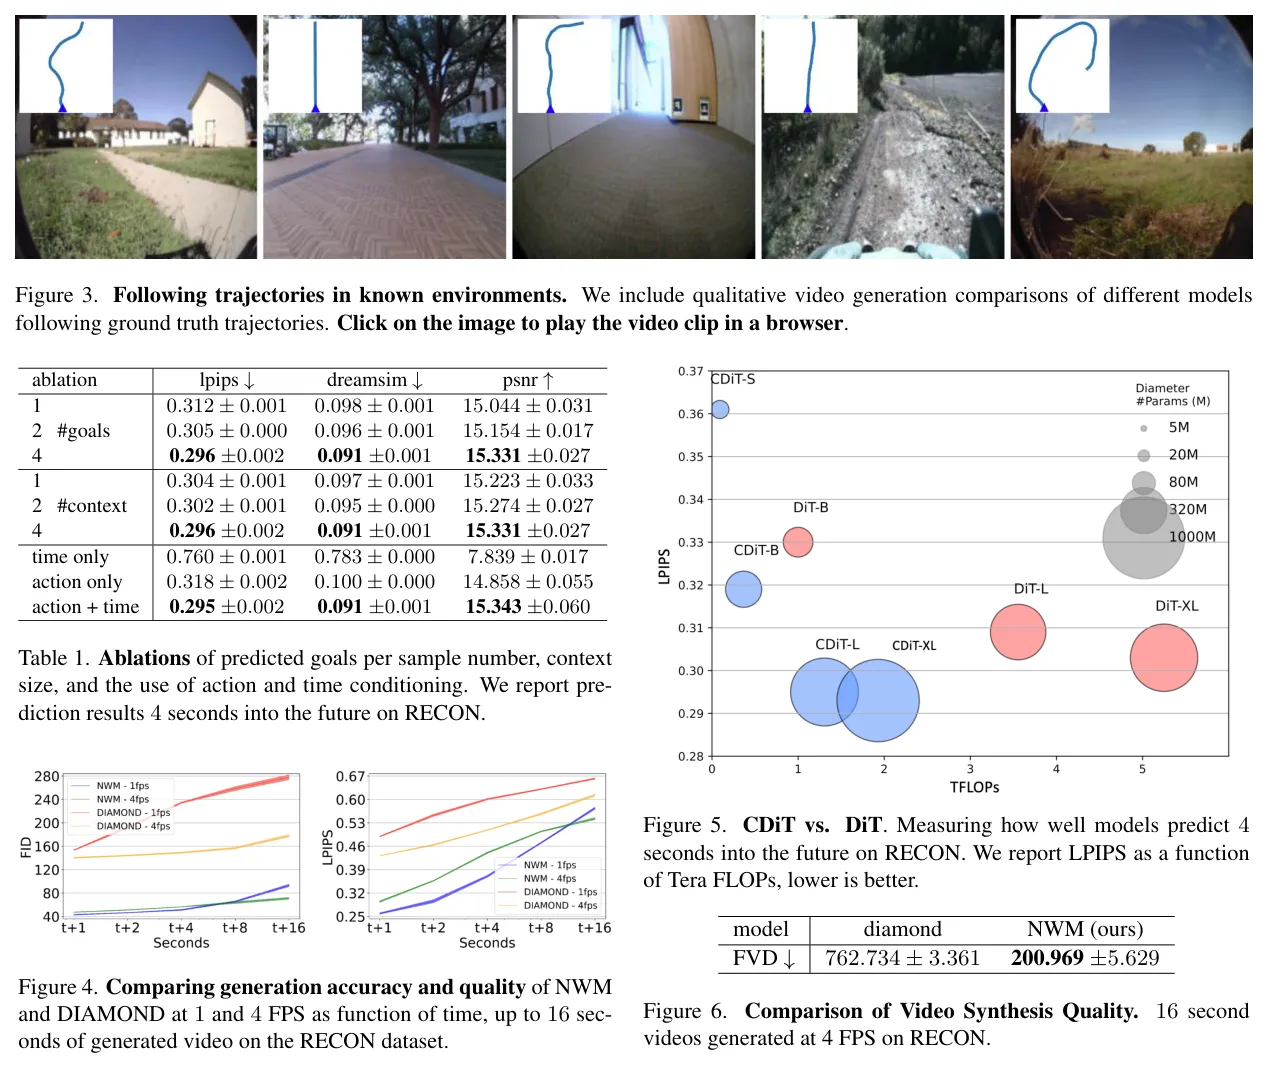 Figure 3. Following trajectories in known environments. We include qualitative video generation comparisons of different models
following ground truth trajectories. Click on the image to play the video clip in a browser.
ablation lpips ↓ dreamsim ↓ psnr ↑
1 0.312 ± 0.001 0.098 ± 0.001 15.044 ± 0.031
2 #goals 0.305 ± 0.000 0.096 ± 0.001 15.154 ± 0.017
4 0.296 ±0.002 0.091 ±0.001 15.331 ±0.027
1 0.304 ± 0.001 0.097 ± 0.001 15.223 ± 0.033
2 #context 0.302 ± 0.001 0.095 ± 0.000 15.274 ± 0.027
4 0.296 ±0.002 0.091 ±0.001 15.331 ±0.027
time only 0.760 ± 0.001 0.783 ± 0.000 7.839 ± 0.017
action only 0.318 ± 0.002 0.100 ± 0.000 14.858 ± 0.055
action + time 0.295 ±0.002 0.091 ±0.001 15.343 ±0.060
Table 1. Ablations of predicted goals per sample number, context
size, and the use of action and time conditioning. We report pre-
diction results 4 seconds into the future on RECON.
280
240
200
160
120
80
40
FID
NWM - 1fps
NWM - 4fps
DIAMOND - 1fps
DIAMOND - 4fps
t+1 t+2 t+4 t+8 t+16
Seconds
0.67
0.60
0.53
0.46
0.39
0.32
0.25
LPIPS
NWM - 1fps
NWM - 4fps
DIAMOND - 1fps
DIAMOND - 4fps
t+1 t+2 t+4 t+8 t+16
Seconds
Figure 4. Comparing generation accuracy and quality of NWM
and DIAMOND at 1 and 4 FPS as function of time, up to 16 sec-
onds of generated video on the RECON dataset.
0.37
0.36
0.35
0.34
0.33
0.32
0.31
0.30
0.29
0.28
LPIPS
CDiT-S
DiT-B
CDiT-B
DiT-L
DiT-XL
CDiT-L
CDiT-XL
Diameter
#Params (M)
5M
20M
80M
320M
1000M
0 1 2 3 4 5
TFLOPs
Figure 5. CDiT vs. DiT. Measuring how well models predict 4
seconds into the future on RECON. We report LPIPS as a function
of Tera FLOPs, lower is better.
model diamond NWM (ours)
FVD ↓ 762.734 ± 3.361 200.969 ±5.629
Figure 6. Comparison of Video Synthesis Quality. 16 second
videos generated at 4 FPS on RECON.